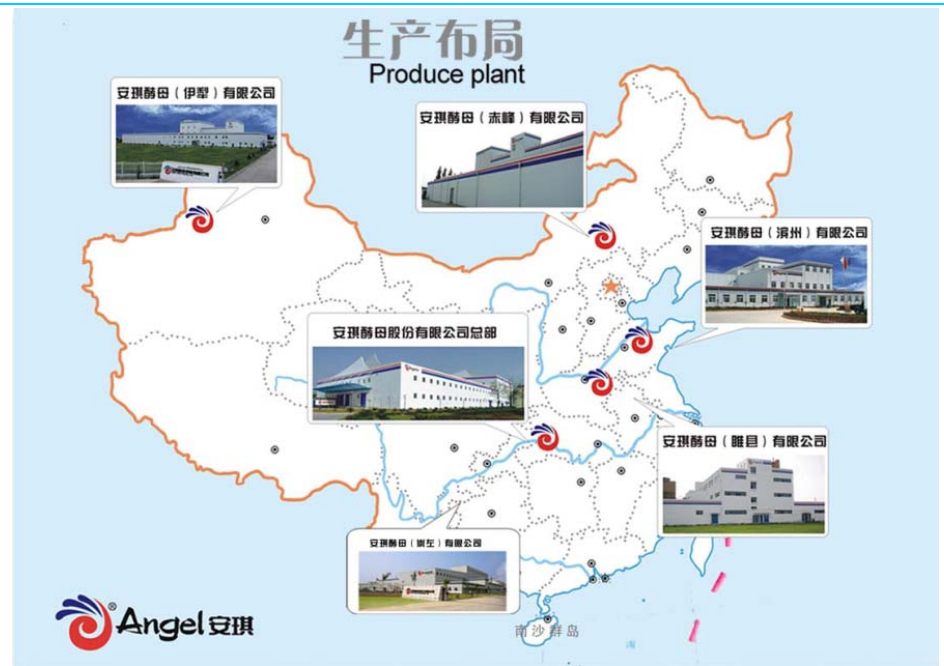 生产布局
Produce plant
安琪酵母（伊犁）有限公司
安琪酵母（赤峰）有限公司
安琪酵母（滨州）有限公司
安琪酵母股份有限公司总部
安琪酵母（睢县）有限公司
安琪酵母（崇左）有限公司
Angel安琪
南沙群岛